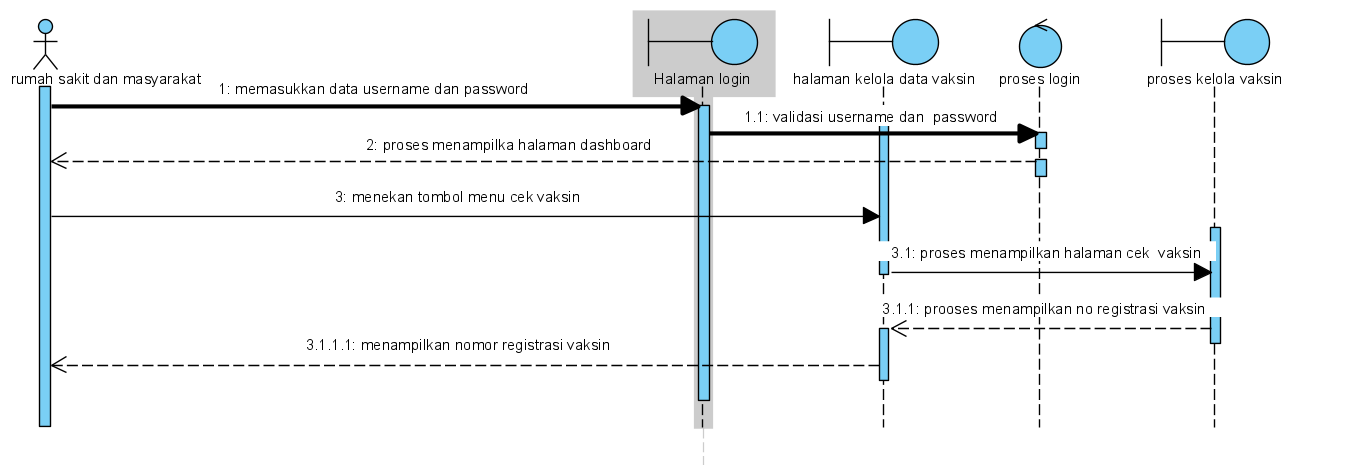 rumah sakit dan masyarakat
Halaman login
halaman kelola data vaksin
proses login
proses kelola vaksin
1: memasukkan data username dan password
1.1: validasi username dan password
2: proses menampilka halaman dashboard
3: menekan tombol menu cek vaksin
3.1: proses menampilkan halaman cek vaksin
3.1.1: prooses menampilkan no registrasi vaksin
3.1.1.1: menampilkan nomor registrasi vaksin